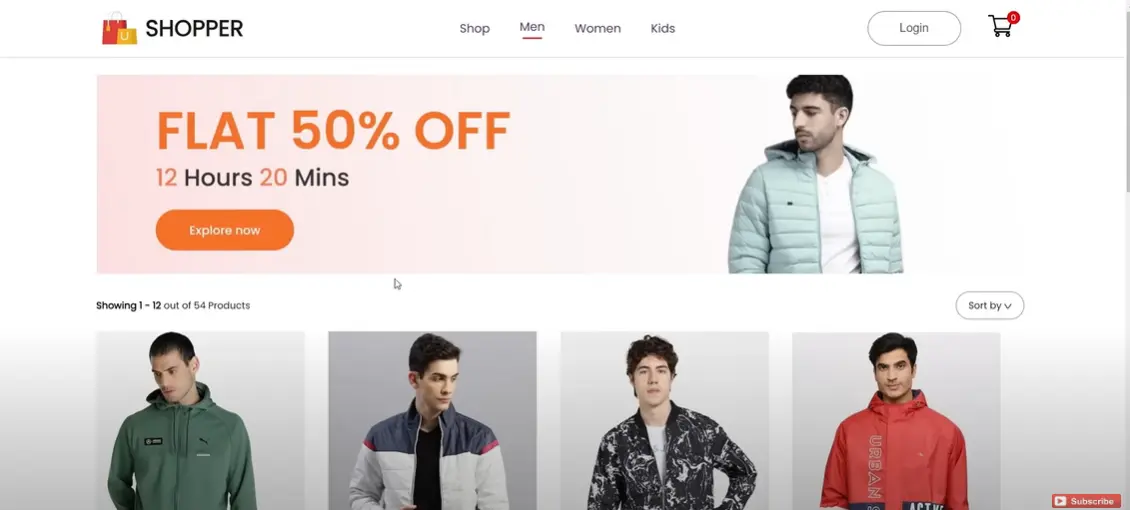 SHOPPER
Shop Men Women Kids
Login
0
FLAT 50% OFF
12 Hours 20 Mins
Explore now
Showing 1 - 12 out of 54 Products
Sort by
URBAN S
ACTIVE
Subscribe